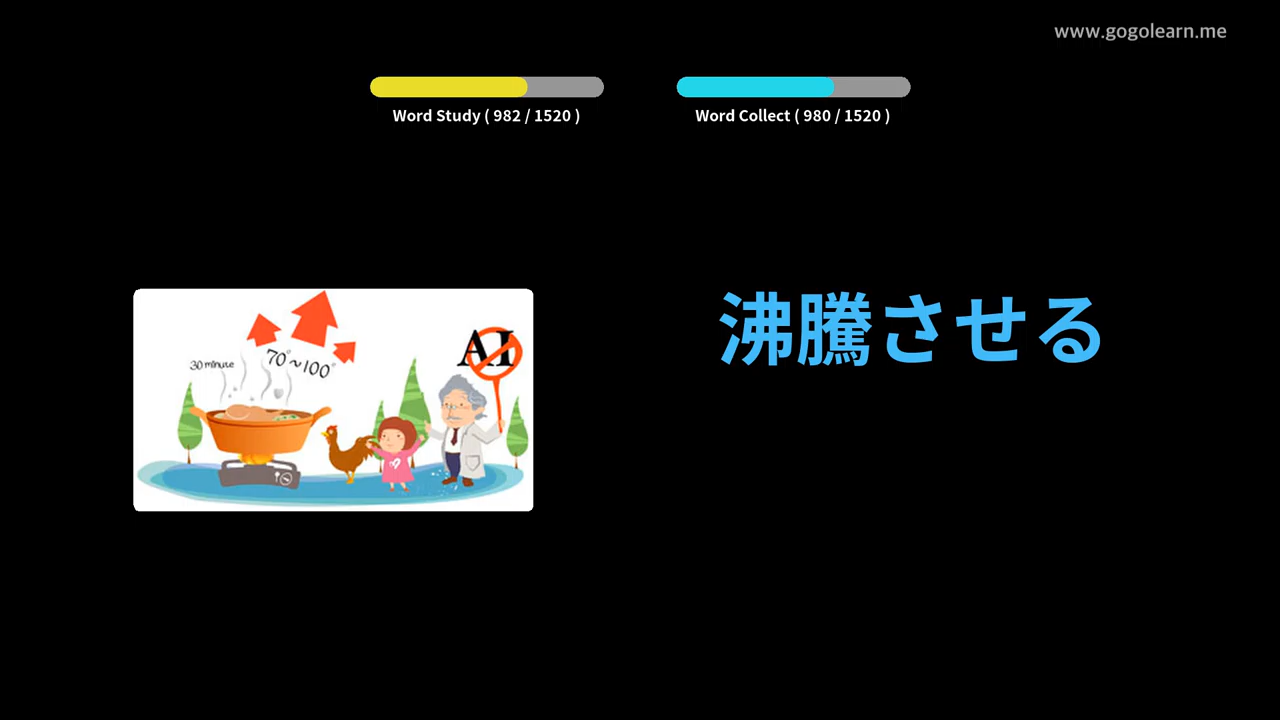 www.gogolearn.me
Word Study ( 982 / 1520 )
Word Collect ( 980 / 1520 )
沸騰させる
30 minute
70°~100°
AI